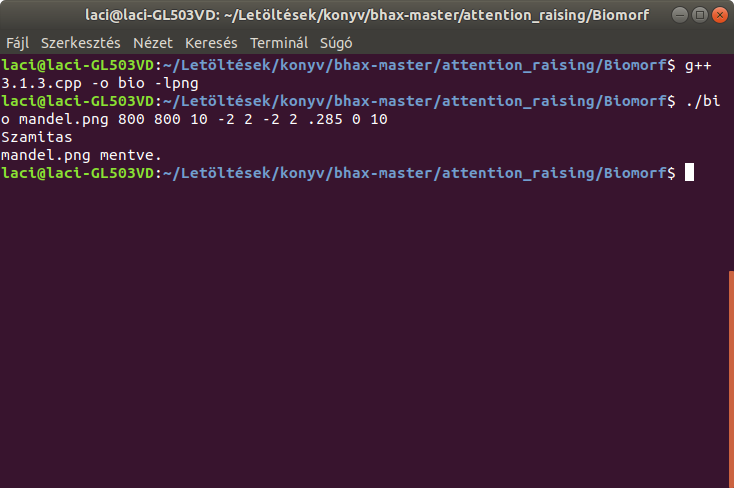 laci@laci-GL503VD: ~/Letöltések/konyv/bhax-master/attention_raising/Biomorf
Fájl Szerkesztés Nézet Keresés Terminál Súgó
laci@laci-GL503VD:~/Letöltések/konyv/bhax-master/attention_raising/Biomorf$ g++
3.1.3.cpp -o bio -lpng
laci@laci-GL503VD:~/Letöltések/konyv/bhax-master/attention_raising/Biomorf$ ./bi
o mandel.png 800 800 10 -2 2 -2 2 .285 0 10
Szamitas
mandel.png mentve.
laci@laci-GL503VD:~/Letöltések/konyv/bhax-master/attention_raising/Biomorf$